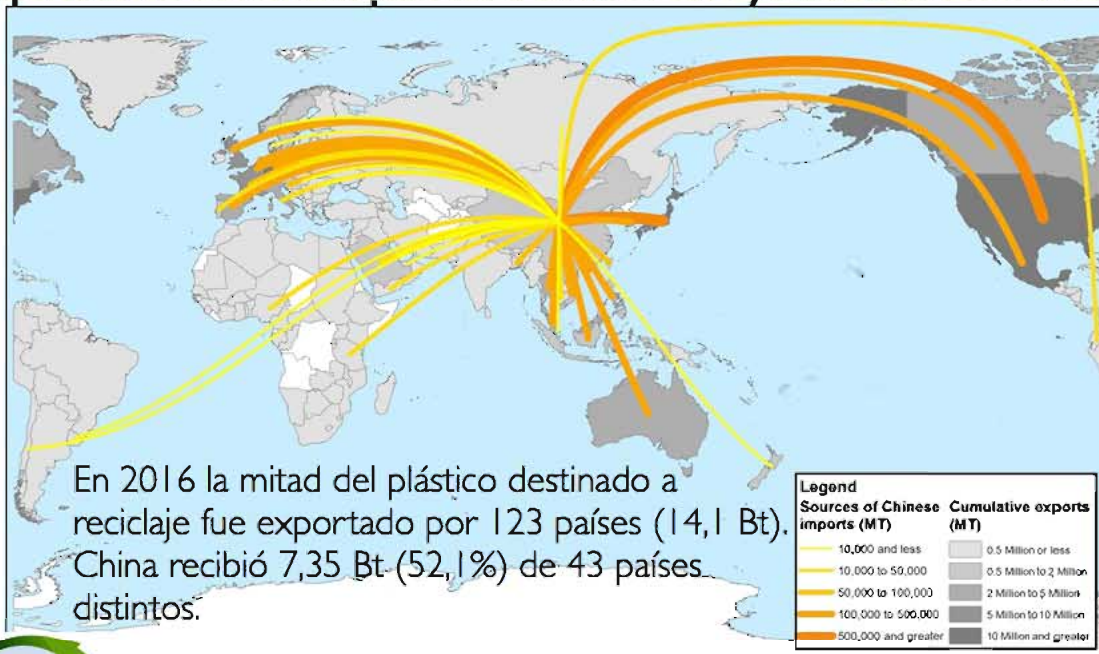 En 2016 la mitad del plástico destinado a
reciclaje fue exportado por 123 países (14,1 Bt).
China recibió 7,35 Bt (52,1%) de 43 países
distintos.
Legend
Sources of Chinese imports (MT)
10,000 and less
10,000 to 50,000
50,000 to 100,000
100,000 to 500,000
500,000 and greater
Cumulative exports (MT)
0.5 Million or less
0.5 Million to 2 Million
2 Million to 5 Million
5 Million to 10 Million
10 Million and greater